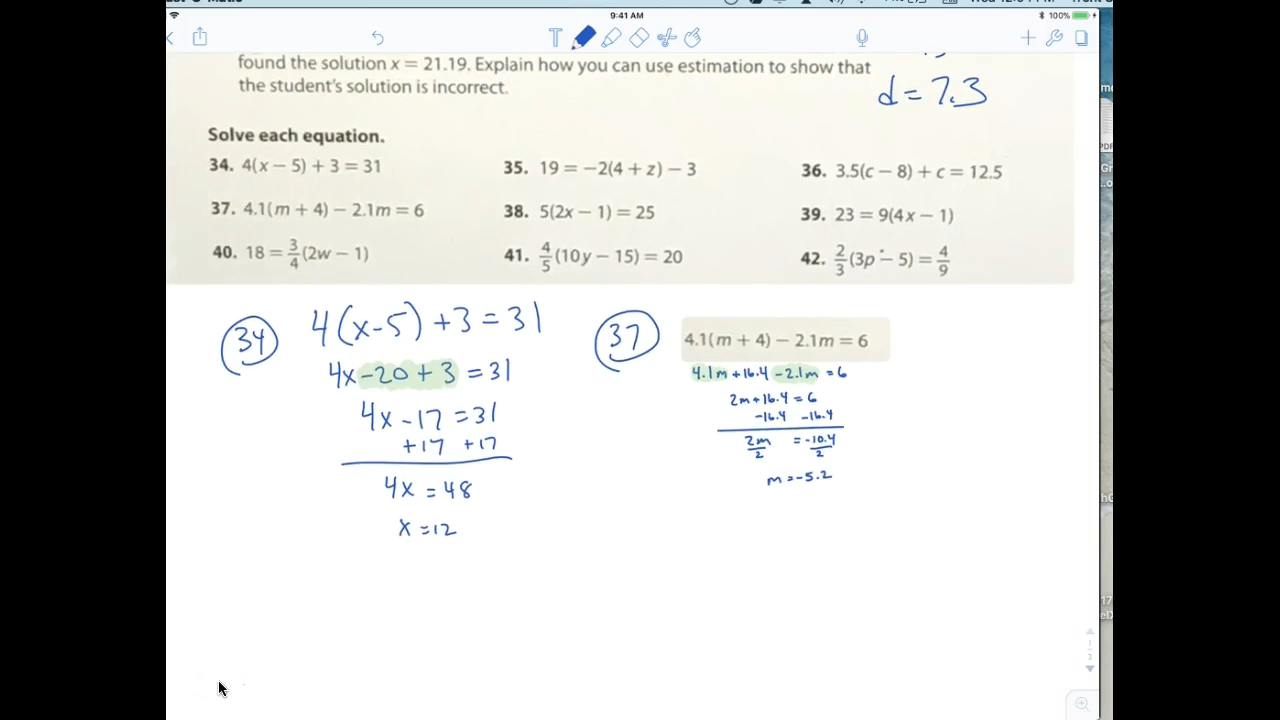 9:41 AM
100%
T
found the solution x = 21.19. Explain how you can use estimation to show that
the student's solution is incorrect.
d = 7.3
Solve each equation.
34. 4(x − 5) + 3 = 31
35. 19 = −2(4 + z) − 3
36. 3.5(c − 8) + c = 12.5
37. 4.1(m + 4) − 2.1m = 6
38. 5(2x − 1) = 25
39. 23 = 9(4x − 1)
40. 18 = 3/4(2w − 1)
41. 4/5(10y − 15) = 20
42. 2/3(3p − 5) = 4/9
34
4(x-5) +3 = 31
4x -20 + 3 = 31
4x - 17 = 31
+17 +17
4x = 48
x = 12
37
4.1(m + 4) − 2.1m = 6
4.1m + 16.4 - 2.1m = 6
2m + 16.4 = 6
-16.4 -16.4
2m/2 = -10.4/2
m = -5.2